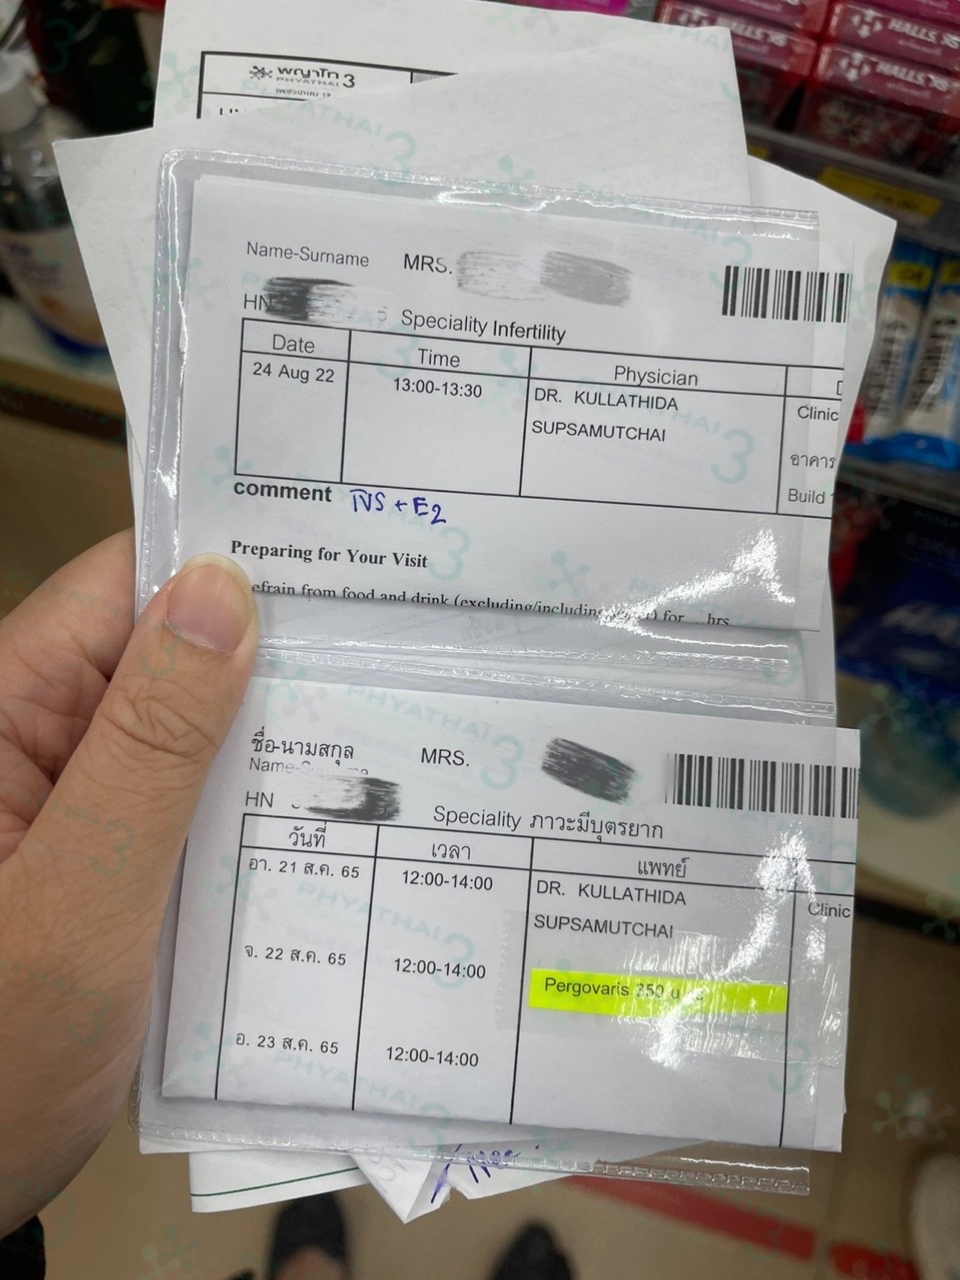 พญาไท 3
PHYATHAI 3
Name-Surname MRS.
HN 5 Speciality Infertility
Date Time Physician
24 Aug 22 13:00-13:30 DR. KULLATHIDA Clinic
SUPSAMUTCHAI
อาคาร
Build
comment TVS + E2
Preparing for Your Visit
efrain from food and drink (excluding/including) for hrs
ชื่อ-นามสกุล MRS.
HN Speciality ภาวะมีบุตรยาก
วันที่ เวลา แพทย์
อา. 21 ส.ค. 65 12:00-14:00 DR. KULLATHIDA Clinic
SUPSAMUTCHAI
จ. 22 ส.ค. 65 12:00-14:00
Pergovaris u
อ. 23 ส.ค. 65 12:00-14:00
HALLS XS
HALLS XS